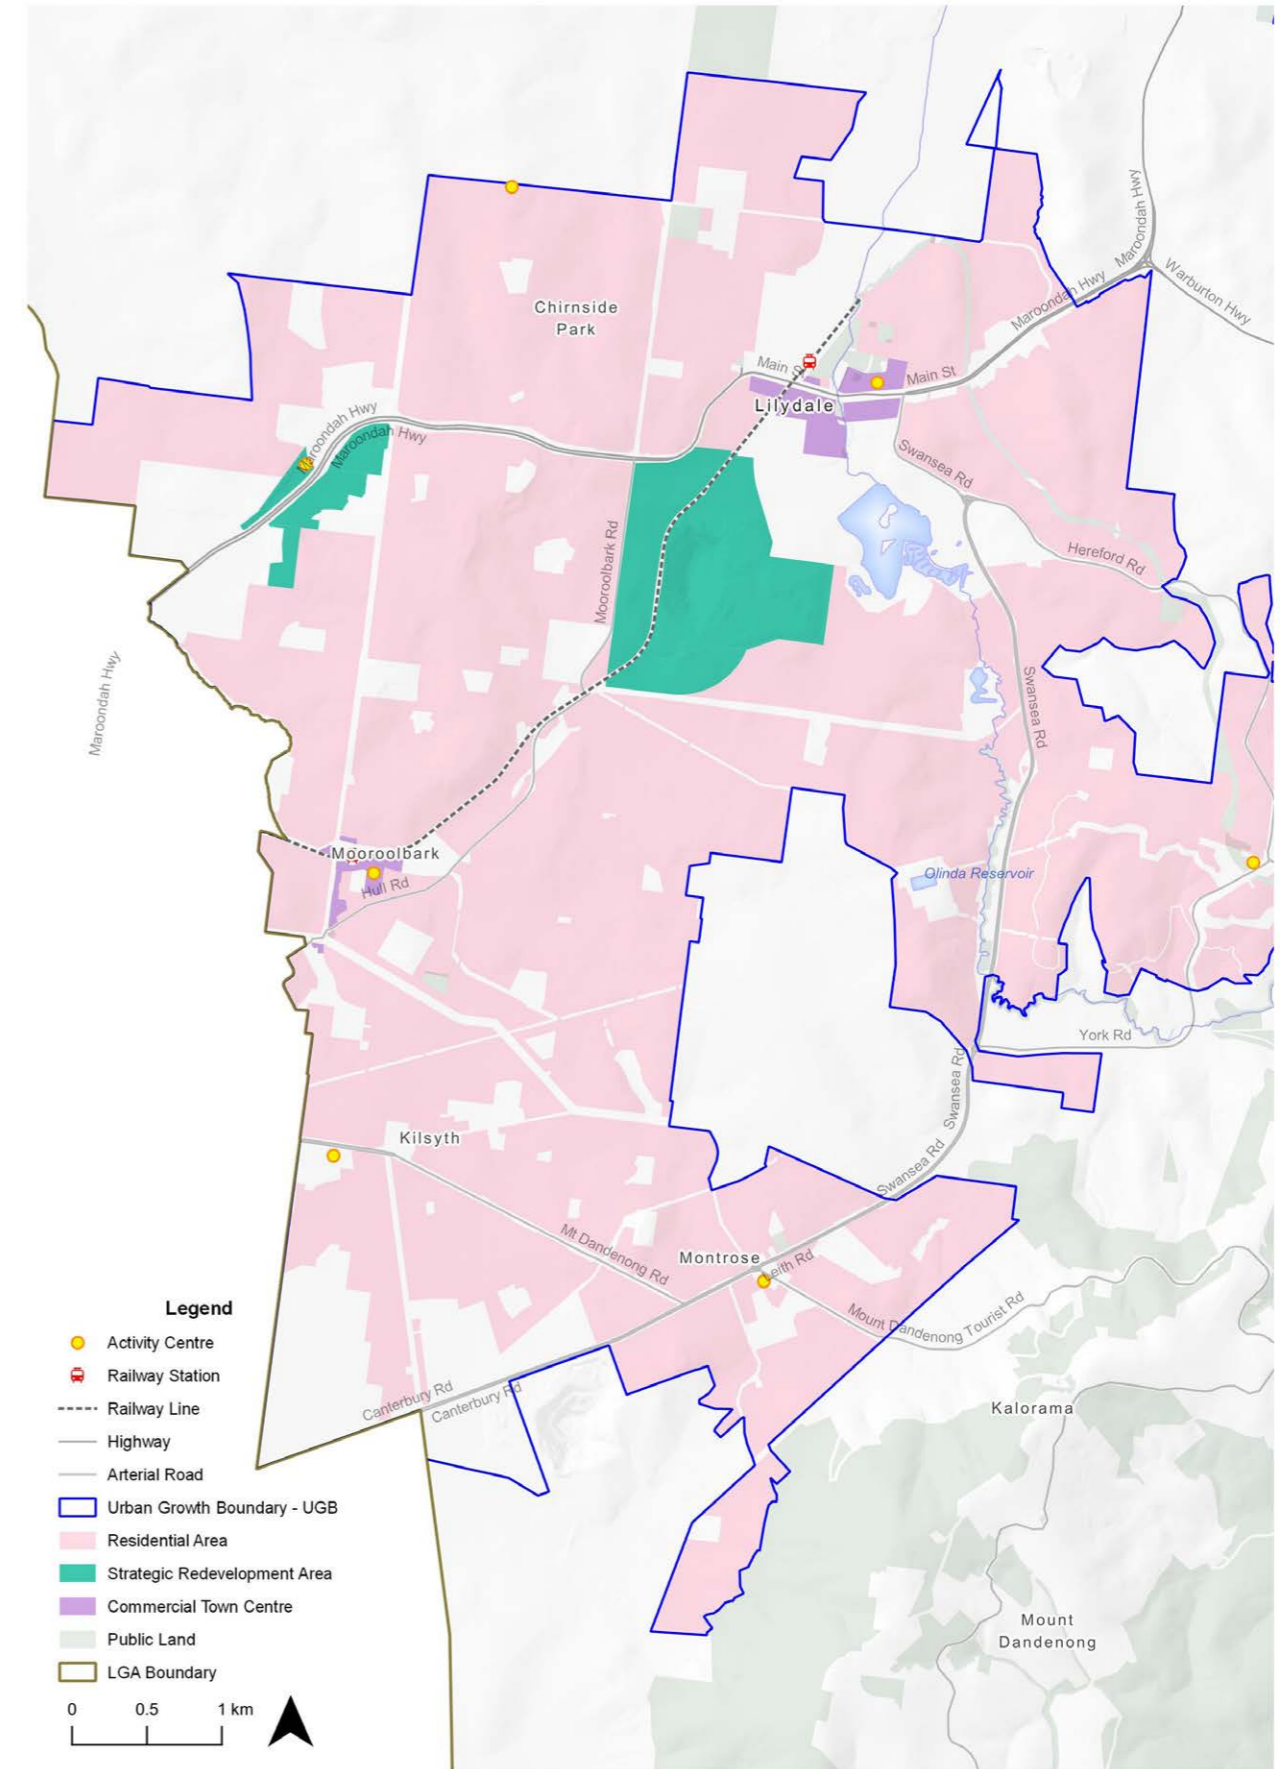 Maroondah Hwy
Warburton Hwy
Maroondah Hwy
Chirnside
Park
Main St
Main St
Lilydale
Maroondah Hwy
Maroondah Hwy
Swansea Rd
Hereford Rd
Mooroolbark Rd
Maroondah Hwy
Swansea Rd
Mooroolbark
Hull Rd
Olinda Reservoir
York Rd
Swansea Rd
Kilsyth
Swansea Rd
Mt Dandenong Rd
Montrose
Leith Rd
Mount Dandenong Tourist Rd
Canterbury Rd
Canterbury Rd
Kalorama
Mount
Dandenong
Legend
Activity Centre
Railway Station
Railway Line
Highway
Arterial Road
Urban Growth Boundary - UGB
Residential Area
Strategic Redevelopment Area
Commercial Town Centre
Public Land
LGA Boundary
0 0.5 1 km